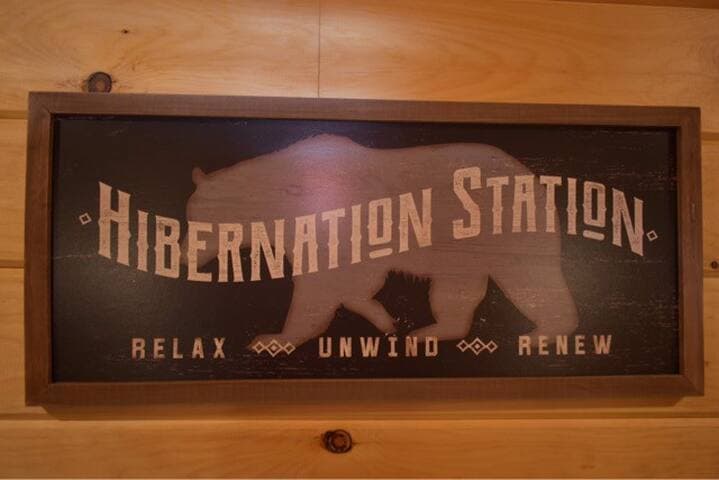 HIBERNATION STATION
RELAX UNWIND RENEW